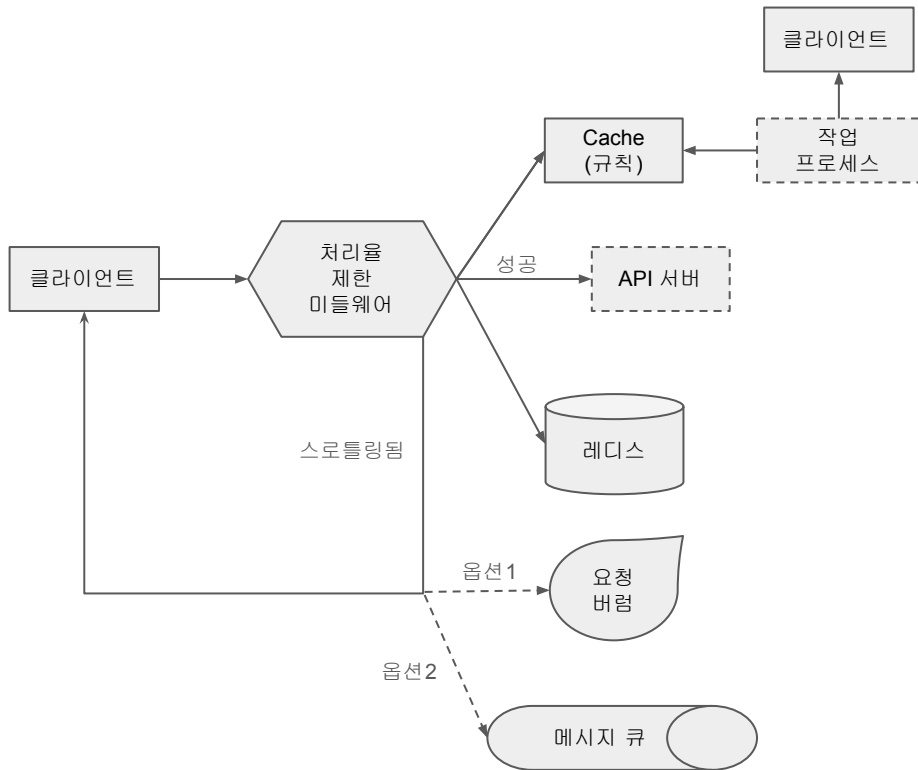 클라이언트
Cache
(규칙)
작업
프로세스
처리율
제한
미들웨어
클라이언트
성공
API 서버
스로틀링됨
레디스
옵션1
요청
버럼
옵션2
메시지 큐